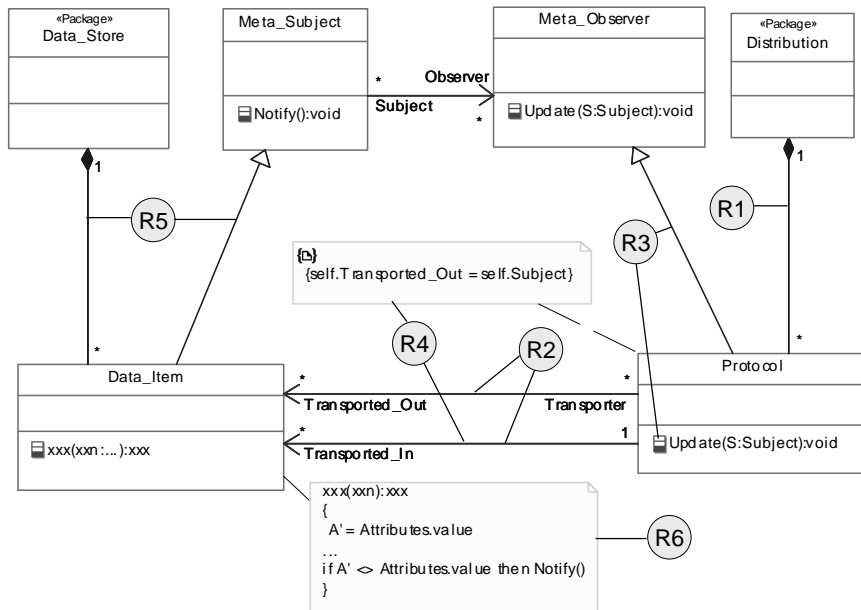 «Package»
Data_Store
Meta_Subject
Notify():void
Meta_Observer
Update(S:Subject):void
«Package»
Distribution
*
Observer
Subject
*
1
1
R5
R1
R3
{self.Transported_Out = self.Subject}
R4
R2
*
*
Data_Item
xxx(xxn:...):xxx
Protocol
Update(S:Subject):void
*
*
Transported_Out
Transporter
*
1
Transported_In
xxx(xxn):xxx
{
A' = Attributes.value
...
if A' <> Attributes.value then Notify()
}
R6